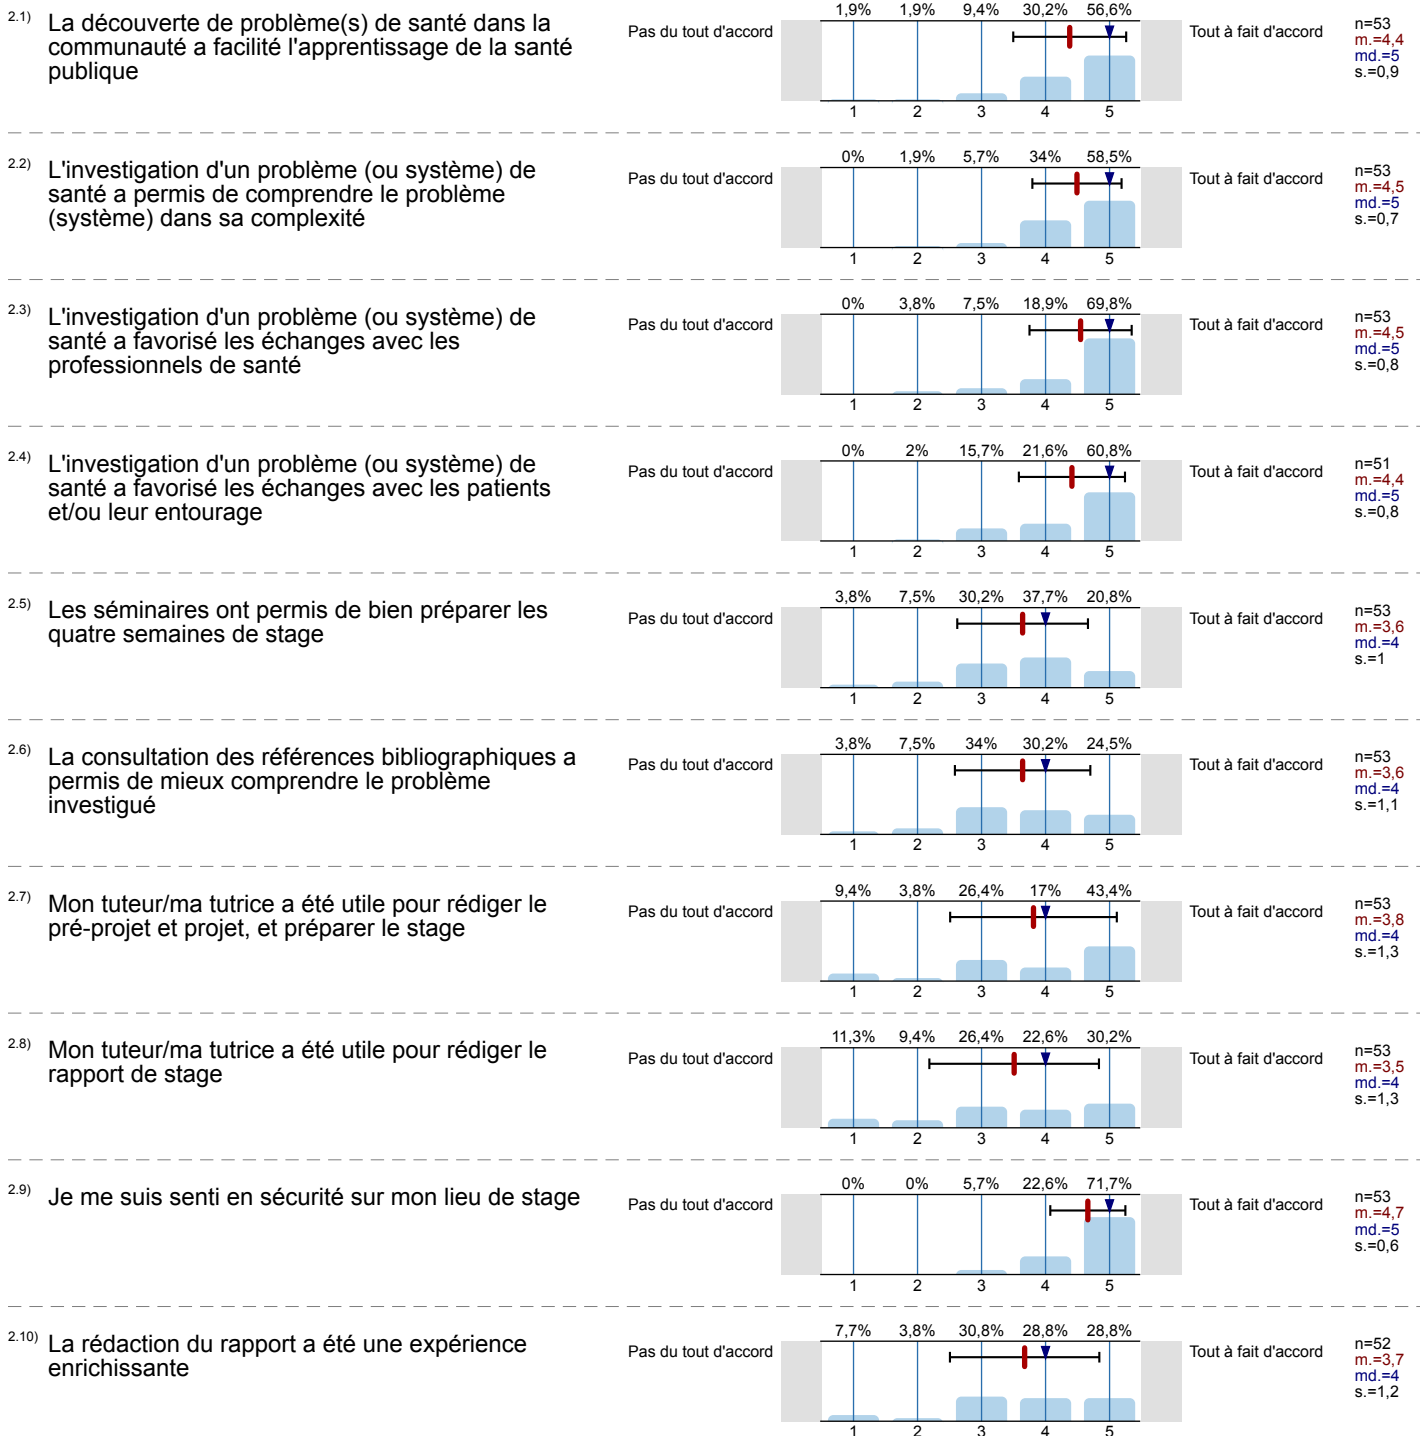 2.1) La découverte de problème(s) de santé dans la
communauté a facilité l'apprentissage de la santé
publique
Pas du tout d'accord
1,9% 1,9% 9,4% 30,2% 56,6%
1 2 3 4 5
Tout à fait d'accord
n=53
m.=4,4
md.=5
s.=0,9
2.2) L'investigation d'un problème (ou système) de
santé a permis de comprendre le problème
(système) dans sa complexité
Pas du tout d'accord
0% 1,9% 5,7% 34% 58,5%
1 2 3 4 5
Tout à fait d'accord
n=53
m.=4,5
md.=5
s.=0,7
2.3) L'investigation d'un problème (ou système) de
santé a favorisé les échanges avec les
professionnels de santé
Pas du tout d'accord
0% 3,8% 7,5% 18,9% 69,8%
1 2 3 4 5
Tout à fait d'accord
n=53
m.=4,5
md.=5
s.=0,8
2.4) L'investigation d'un problème (ou système) de
santé a favorisé les échanges avec les patients
et/ou leur entourage
Pas du tout d'accord
0% 2% 15,7% 21,6% 60,8%
1 2 3 4 5
Tout à fait d'accord
n=51
m.=4,4
md.=5
s.=0,8
2.5) Les séminaires ont permis de bien préparer les
quatre semaines de stage
Pas du tout d'accord
3,8% 7,5% 30,2% 37,7% 20,8%
1 2 3 4 5
Tout à fait d'accord
n=53
m.=3,6
md.=4
s.=1
2.6) La consultation des références bibliographiques a
permis de mieux comprendre le problème
investigué
Pas du tout d'accord
3,8% 7,5% 34% 30,2% 24,5%
1 2 3 4 5
Tout à fait d'accord
n=53
m.=3,6
md.=4
s.=1,1
2.7) Mon tuteur/ma tutrice a été utile pour rédiger le
pré-projet et projet, et préparer le stage
Pas du tout d'accord
9,4% 3,8% 26,4% 17% 43,4%
1 2 3 4 5
Tout à fait d'accord
n=53
m.=3,8
md.=4
s.=1,3
2.8) Mon tuteur/ma tutrice a été utile pour rédiger le
rapport de stage
Pas du tout d'accord
11,3% 9,4% 26,4% 22,6% 30,2%
1 2 3 4 5
Tout à fait d'accord
n=53
m.=3,5
md.=4
s.=1,3
2.9) Je me suis senti en sécurité sur mon lieu de stage
Pas du tout d'accord
0% 0% 5,7% 22,6% 71,7%
1 2 3 4 5
Tout à fait d'accord
n=53
m.=4,7
md.=5
s.=0,6
2.10) La rédaction du rapport a été une expérience
enrichissante
Pas du tout d'accord
7,7% 3,8% 30,8% 28,8% 28,8%
1 2 3 4 5
Tout à fait d'accord
n=52
m.=3,7
md.=4
s.=1,2